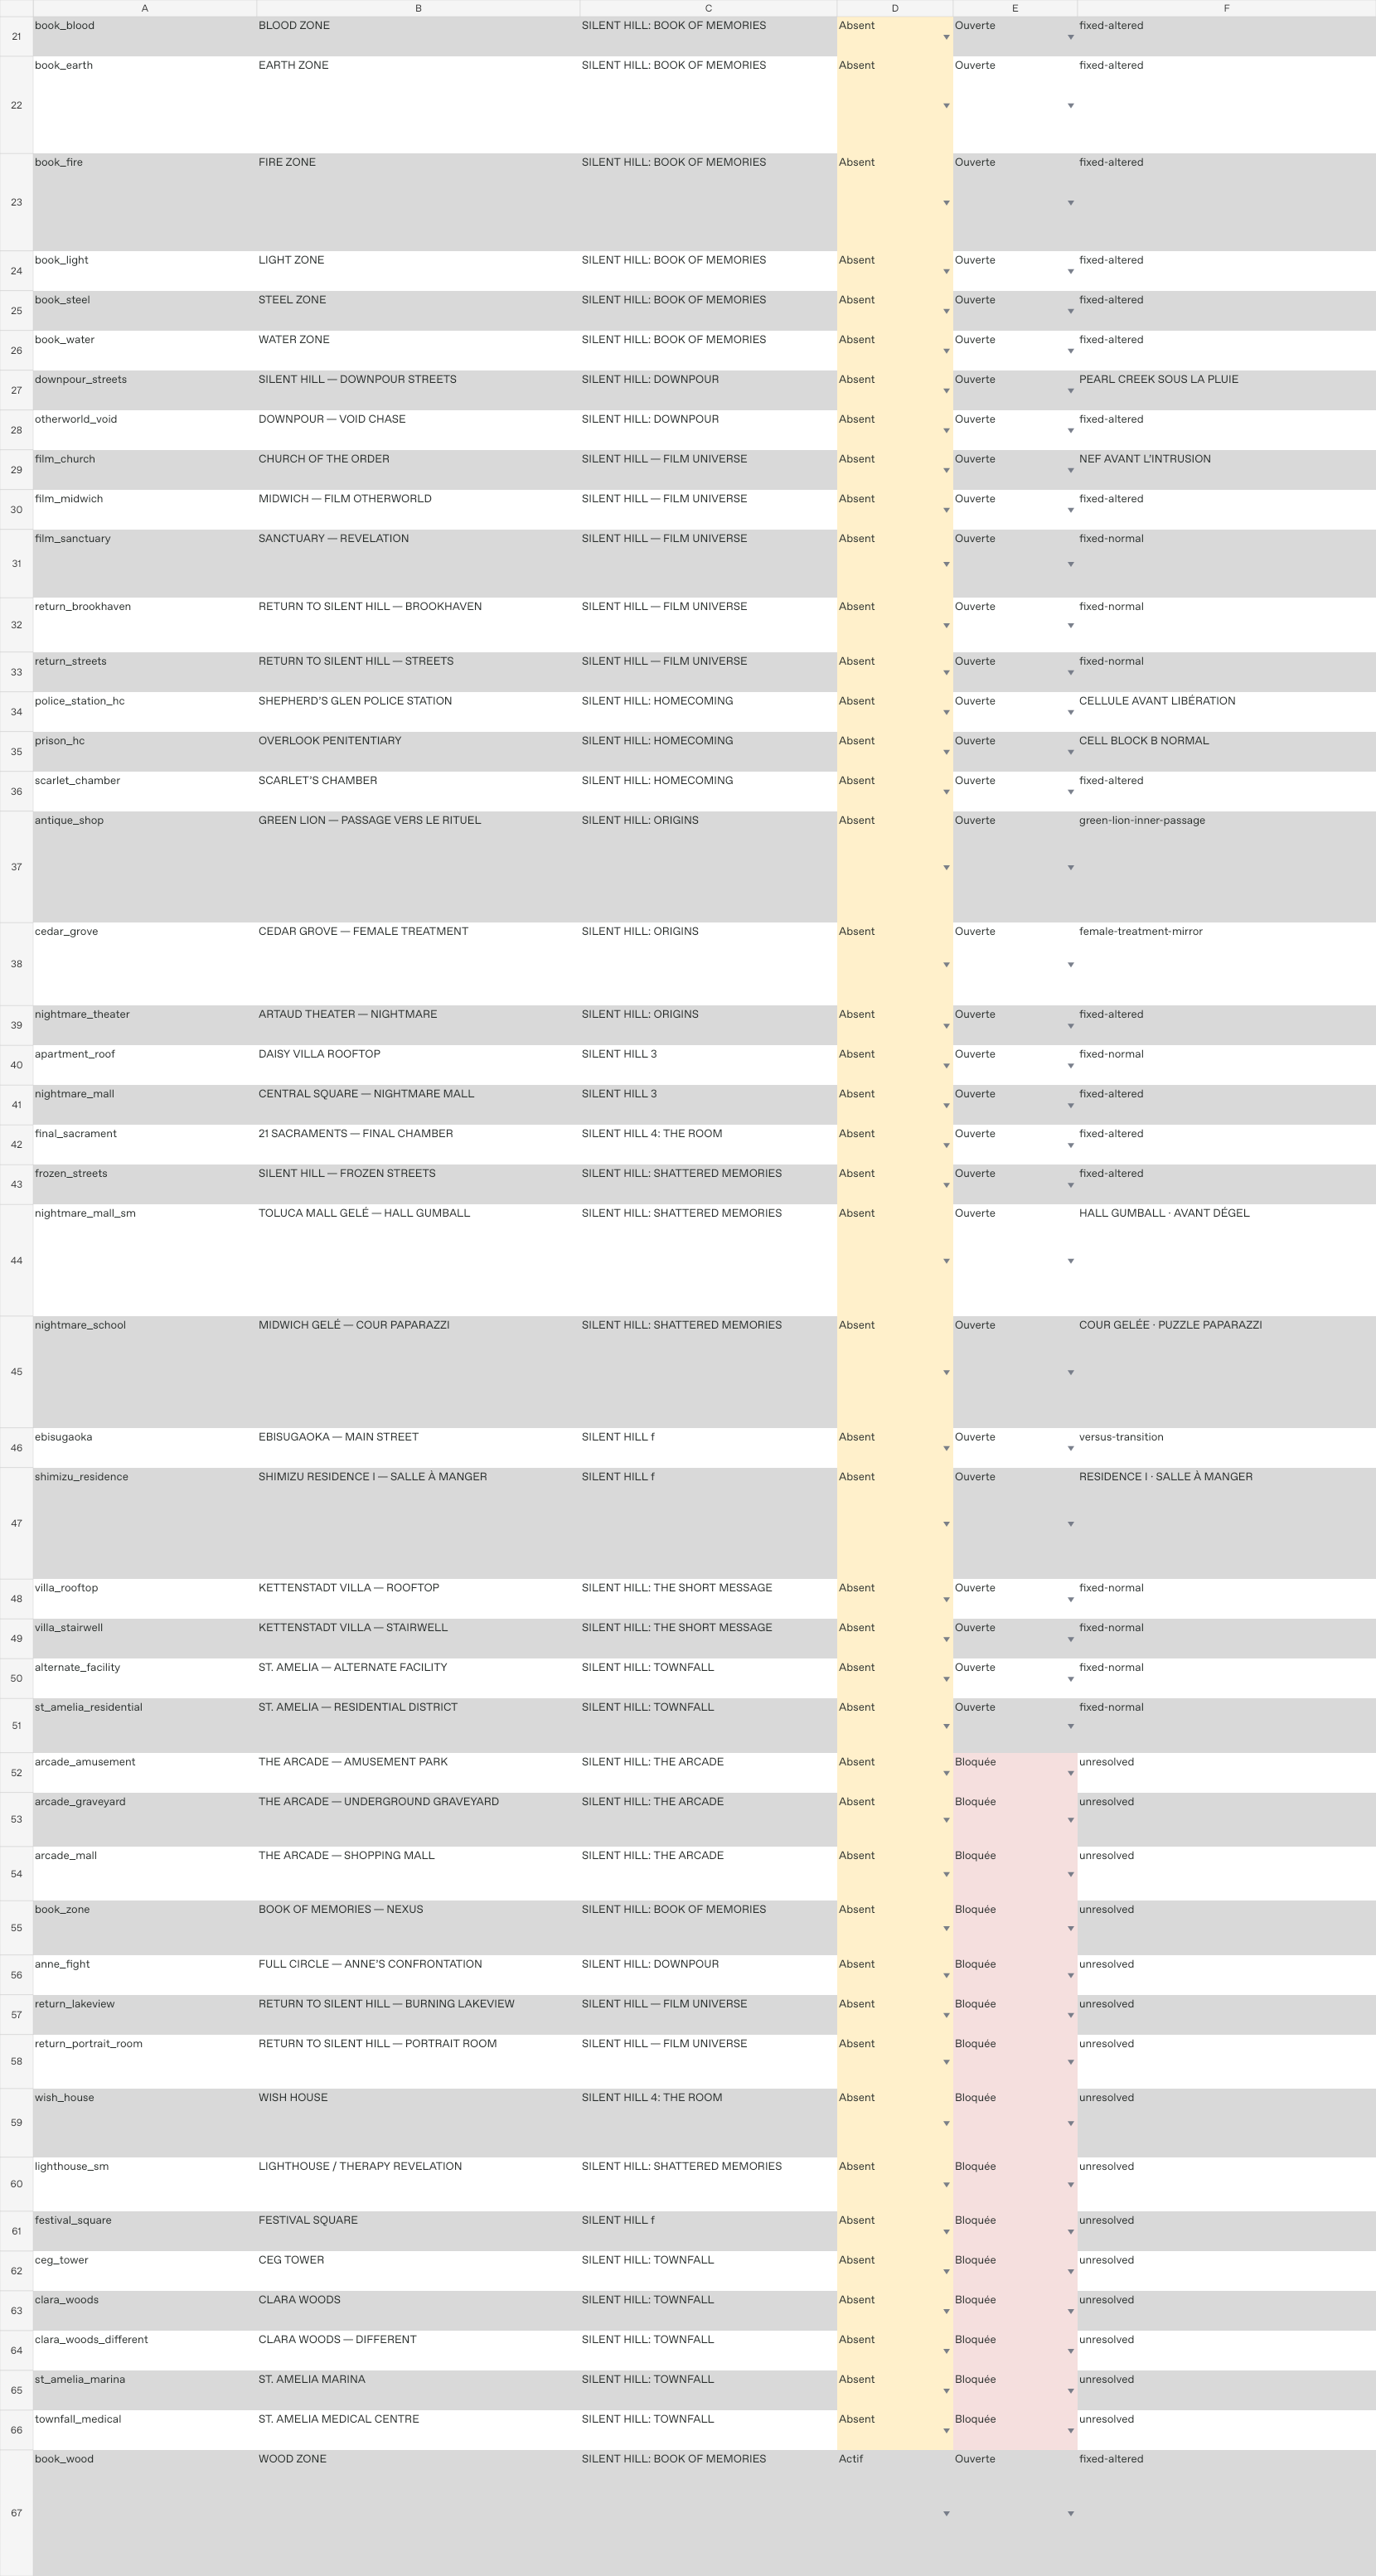 A B C D E F
21 book_blood BLOOD ZONE SILENT HILL: BOOK OF MEMORIES Absent Ouverte fixed-altered
22 book_earth EARTH ZONE SILENT HILL: BOOK OF MEMORIES Absent Ouverte fixed-altered
23 book_fire FIRE ZONE SILENT HILL: BOOK OF MEMORIES Absent Ouverte fixed-altered
24 book_light LIGHT ZONE SILENT HILL: BOOK OF MEMORIES Absent Ouverte fixed-altered
25 book_steel STEEL ZONE SILENT HILL: BOOK OF MEMORIES Absent Ouverte fixed-altered
26 book_water WATER ZONE SILENT HILL: BOOK OF MEMORIES Absent Ouverte fixed-altered
27 downpour_streets SILENT HILL — DOWNPOUR STREETS SILENT HILL: DOWNPOUR Absent Ouverte PEARL CREEK SOUS LA PLUIE
28 otherworld_void DOWNPOUR — VOID CHASE SILENT HILL: DOWNPOUR Absent Ouverte fixed-altered
29 film_church CHURCH OF THE ORDER SILENT HILL — FILM UNIVERSE Absent Ouverte NEF AVANT L’INTRUSION
30 film_midwich MIDWICH — FILM OTHERWORLD SILENT HILL — FILM UNIVERSE Absent Ouverte fixed-altered
31 film_sanctuary SANCTUARY — REVELATION SILENT HILL — FILM UNIVERSE Absent Ouverte fixed-normal
32 return_brookhaven RETURN TO SILENT HILL — BROOKHAVEN SILENT HILL — FILM UNIVERSE Absent Ouverte fixed-normal
33 return_streets RETURN TO SILENT HILL — STREETS SILENT HILL — FILM UNIVERSE Absent Ouverte fixed-normal
34 police_station_hc SHEPHERD’S GLEN POLICE STATION SILENT HILL: HOMECOMING Absent Ouverte CELLULE AVANT LIBÉRATION
35 prison_hc OVERLOOK PENITENTIARY SILENT HILL: HOMECOMING Absent Ouverte CELL BLOCK B NORMAL
36 scarlet_chamber SCARLET’S CHAMBER SILENT HILL: HOMECOMING Absent Ouverte fixed-altered
37 antique_shop GREEN LION — PASSAGE VERS LE RITUEL SILENT HILL: ORIGINS Absent Ouverte green-lion-inner-passage
38 cedar_grove CEDAR GROVE — FEMALE TREATMENT SILENT HILL: ORIGINS Absent Ouverte female-treatment-mirror
39 nightmare_theater ARTAUD THEATER — NIGHTMARE SILENT HILL: ORIGINS Absent Ouverte fixed-altered
40 apartment_roof DAISY VILLA ROOFTOP SILENT HILL 3 Absent Ouverte fixed-normal
41 nightmare_mall CENTRAL SQUARE — NIGHTMARE MALL SILENT HILL 3 Absent Ouverte fixed-altered
42 final_sacrament 21 SACRAMENTS — FINAL CHAMBER SILENT HILL 4: THE ROOM Absent Ouverte fixed-altered
43 frozen_streets SILENT HILL — FROZEN STREETS SILENT HILL: SHATTERED MEMORIES Absent Ouverte fixed-altered
44 nightmare_mall_sm TOLUCA MALL GELÉ — HALL GUMBALL SILENT HILL: SHATTERED MEMORIES Absent Ouverte HALL GUMBALL · AVANT DÉGEL
45 nightmare_school MIDWICH GELÉ — COUR PAPARAZZI SILENT HILL: SHATTERED MEMORIES Absent Ouverte COUR GELÉE · PUZZLE PAPARAZZI
46 ebisugaoka EBISUGAOKA — MAIN STREET SILENT HILL f Absent Ouverte versus-transition
47 shimizu_residence SHIMIZU RESIDENCE I — SALLE À MANGER SILENT HILL f Absent Ouverte RESIDENCE I · SALLE À MANGER
48 villa_rooftop KETTENSTADT VILLA — ROOFTOP SILENT HILL: THE SHORT MESSAGE Absent Ouverte fixed-normal
49 villa_stairwell KETTENSTADT VILLA — STAIRWELL SILENT HILL: THE SHORT MESSAGE Absent Ouverte fixed-normal
50 alternate_facility ST. AMELIA — ALTERNATE FACILITY SILENT HILL: TOWNFALL Absent Ouverte fixed-normal
51 st_amelia_residential ST. AMELIA — RESIDENTIAL DISTRICT SILENT HILL: TOWNFALL Absent Ouverte fixed-normal
52 arcade_amusement THE ARCADE — AMUSEMENT PARK SILENT HILL: THE ARCADE Absent Bloquée unresolved
53 arcade_graveyard THE ARCADE — UNDERGROUND GRAVEYARD SILENT HILL: THE ARCADE Absent Bloquée unresolved
54 arcade_mall THE ARCADE — SHOPPING MALL SILENT HILL: THE ARCADE Absent Bloquée unresolved
55 book_zone BOOK OF MEMORIES — NEXUS SILENT HILL: BOOK OF MEMORIES Absent Bloquée unresolved
56 anne_fight FULL CIRCLE — ANNE’S CONFRONTATION SILENT HILL: DOWNPOUR Absent Bloquée unresolved
57 return_lakeview RETURN TO SILENT HILL — BURNING LAKEVIEW SILENT HILL — FILM UNIVERSE Absent Bloquée unresolved
58 return_portrait_room RETURN TO SILENT HILL — PORTRAIT ROOM SILENT HILL — FILM UNIVERSE Absent Bloquée unresolved
59 wish_house WISH HOUSE SILENT HILL 4: THE ROOM Absent Bloquée unresolved
60 lighthouse_sm LIGHTHOUSE / THERAPY REVELATION SILENT HILL: SHATTERED MEMORIES Absent Bloquée unresolved
61 festival_square FESTIVAL SQUARE SILENT HILL f Absent Bloquée unresolved
62 ceg_tower CEG TOWER SILENT HILL: TOWNFALL Absent Bloquée unresolved
63 clara_woods CLARA WOODS SILENT HILL: TOWNFALL Absent Bloquée unresolved
64 clara_woods_different CLARA WOODS — DIFFERENT SILENT HILL: TOWNFALL Absent Bloquée unresolved
65 st_amelia_marina ST. AMELIA MARINA SILENT HILL: TOWNFALL Absent Bloquée unresolved
66 townfall_medical ST. AMELIA MEDICAL CENTRE SILENT HILL: TOWNFALL Absent Bloquée unresolved
67 book_wood WOOD ZONE SILENT HILL: BOOK OF MEMORIES Actif Ouverte fixed-altered